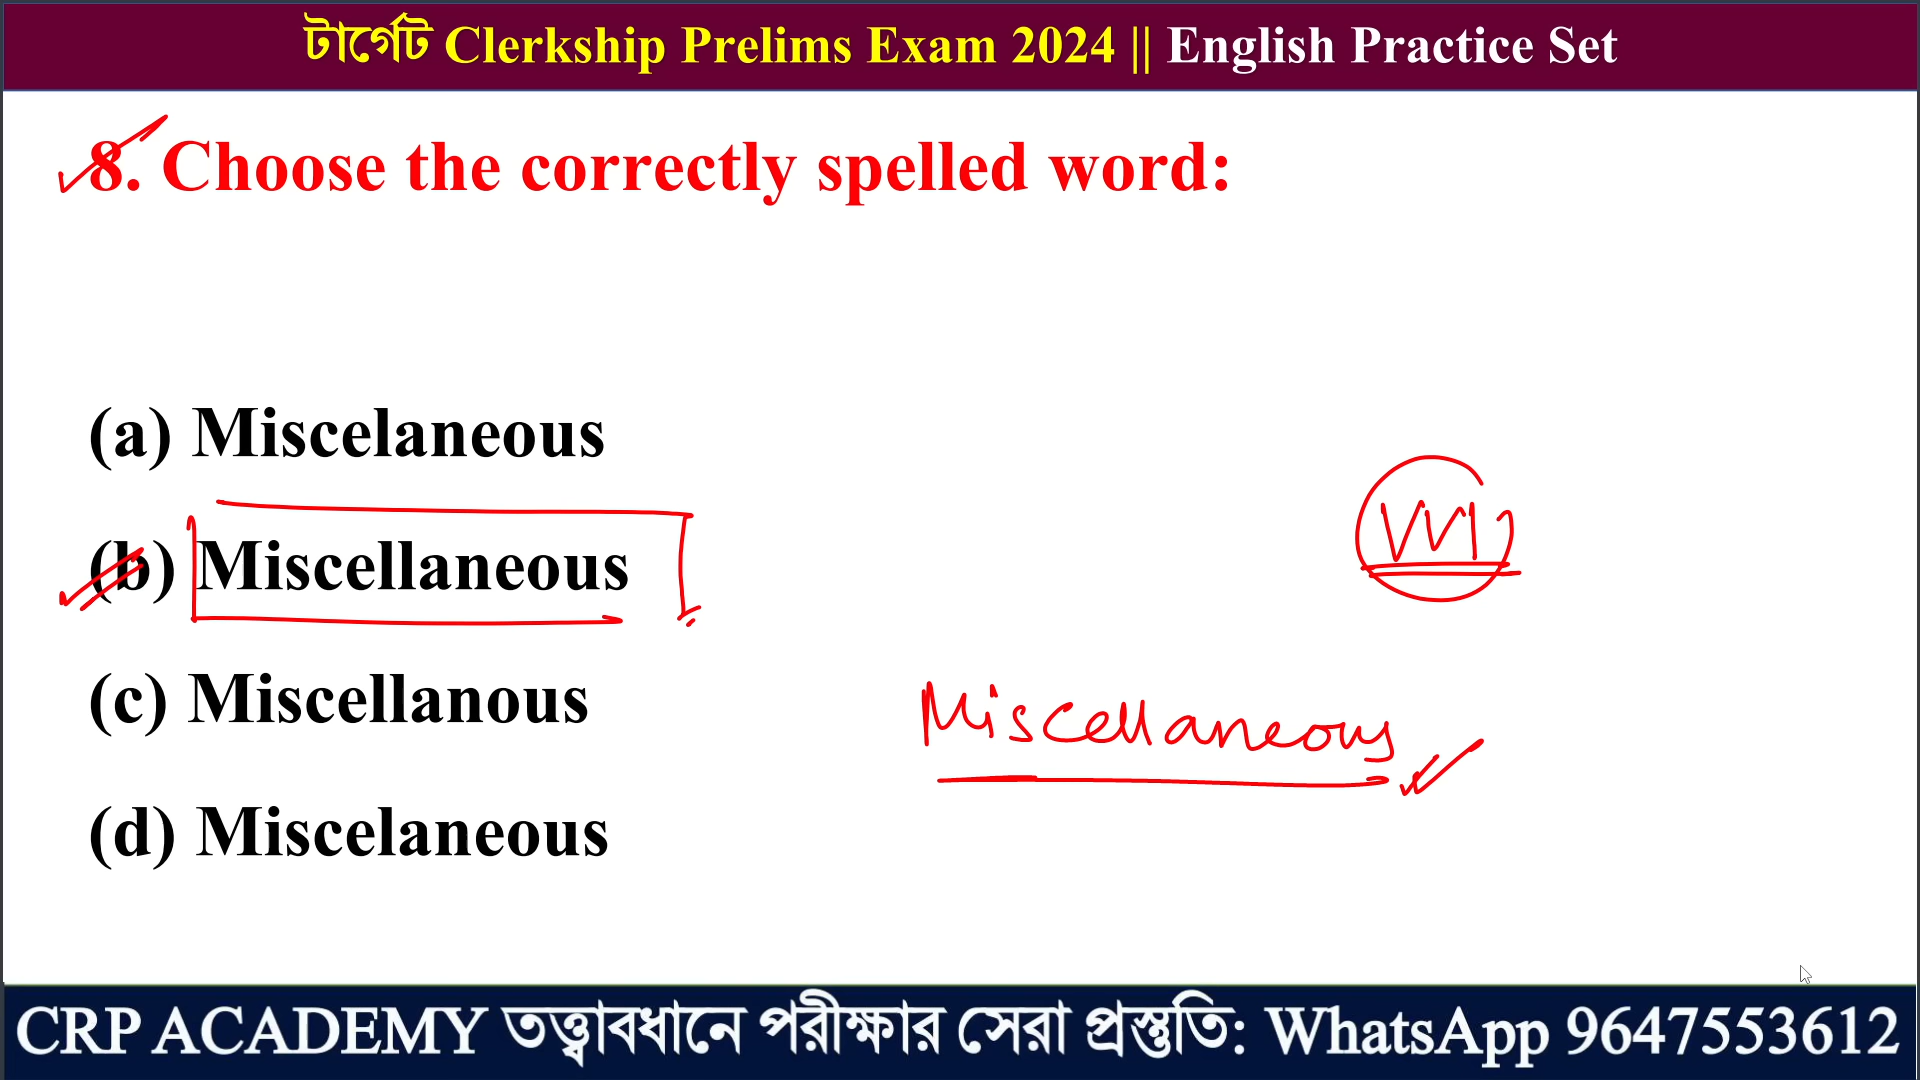 টার্গেট Clerkship Prelims Exam 2024 || English Practice Set
8. Choose the correctly spelled word:
(a) Miscelaneous
(b) Miscellaneous
VVI
(c) Miscellanous
Miscellaneous
(d) Miscelaneous
CRP ACADEMY তত্ত্বাবধানে পরীক্ষার সেরা প্রস্তুতি: WhatsApp 9647553612